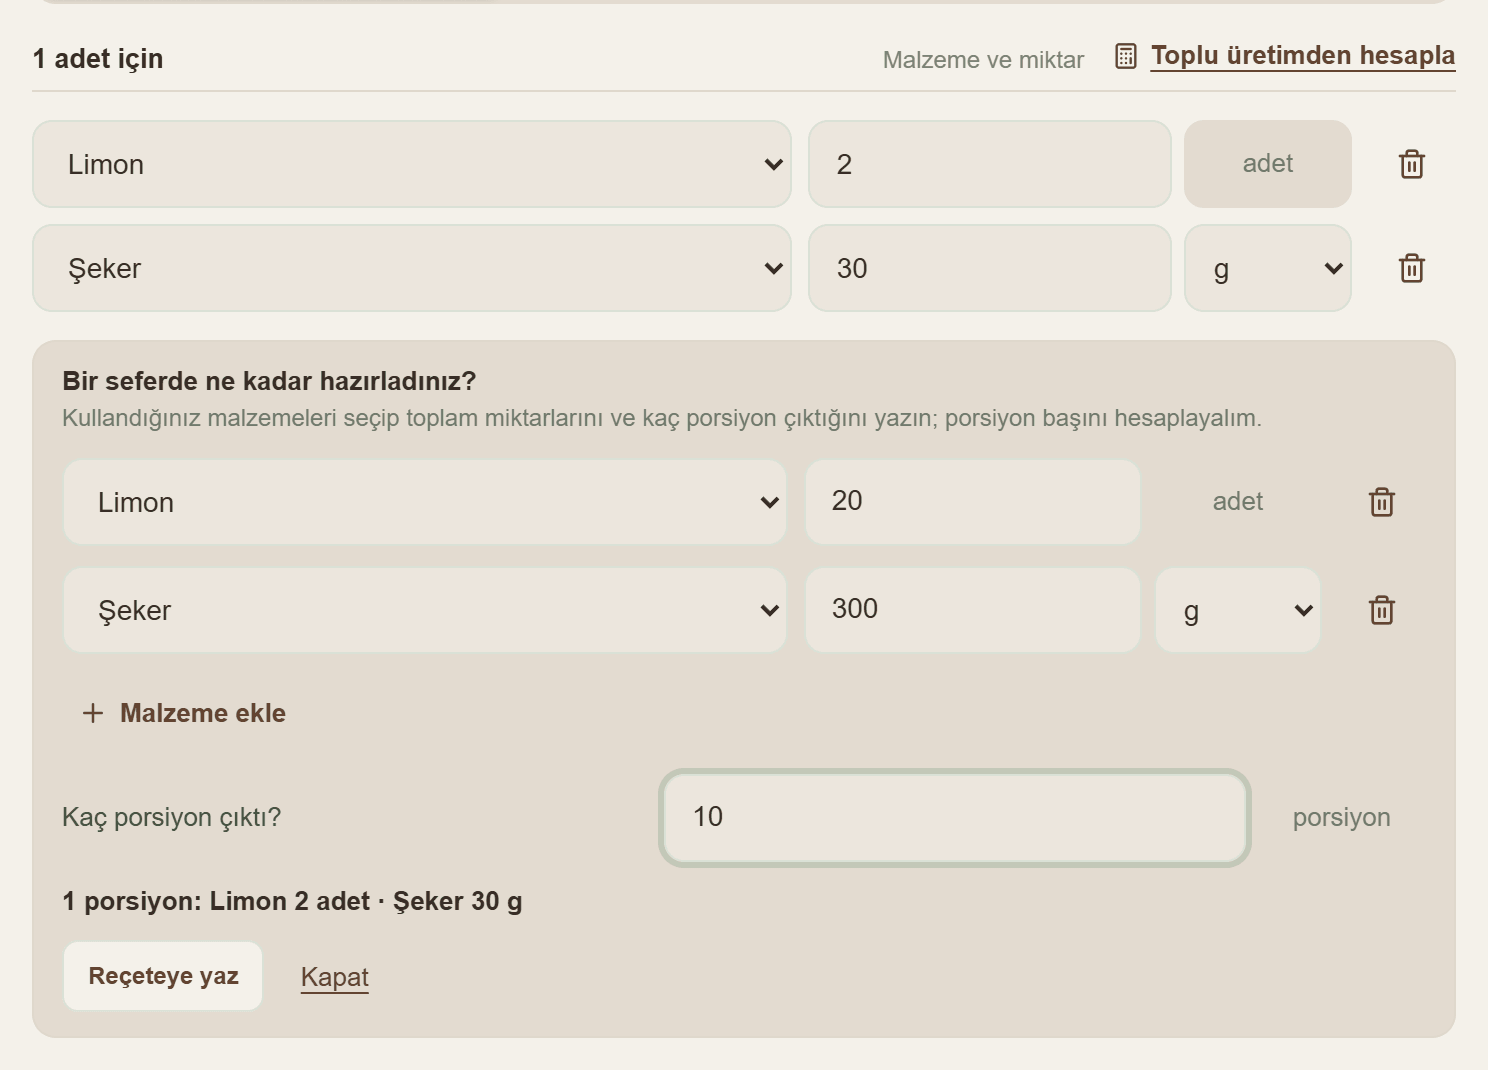 1 adet için
Malzeme ve miktar
Toplu üretimden hesapla
Limon
2
adet
Şeker
30
g
Bir seferde ne kadar hazırladınız?
Kullandığınız malzemeleri seçip toplam miktarlarını ve kaç porsiyon çıktığını yazın; porsiyon başını hesaplayalım.
Limon
20
adet
Şeker
300
g
Malzeme ekle
Kaç porsiyon çıktı?
10
porsiyon
1 porsiyon: Limon 2 adet · Şeker 30 g
Reçeteye yaz
Kapat